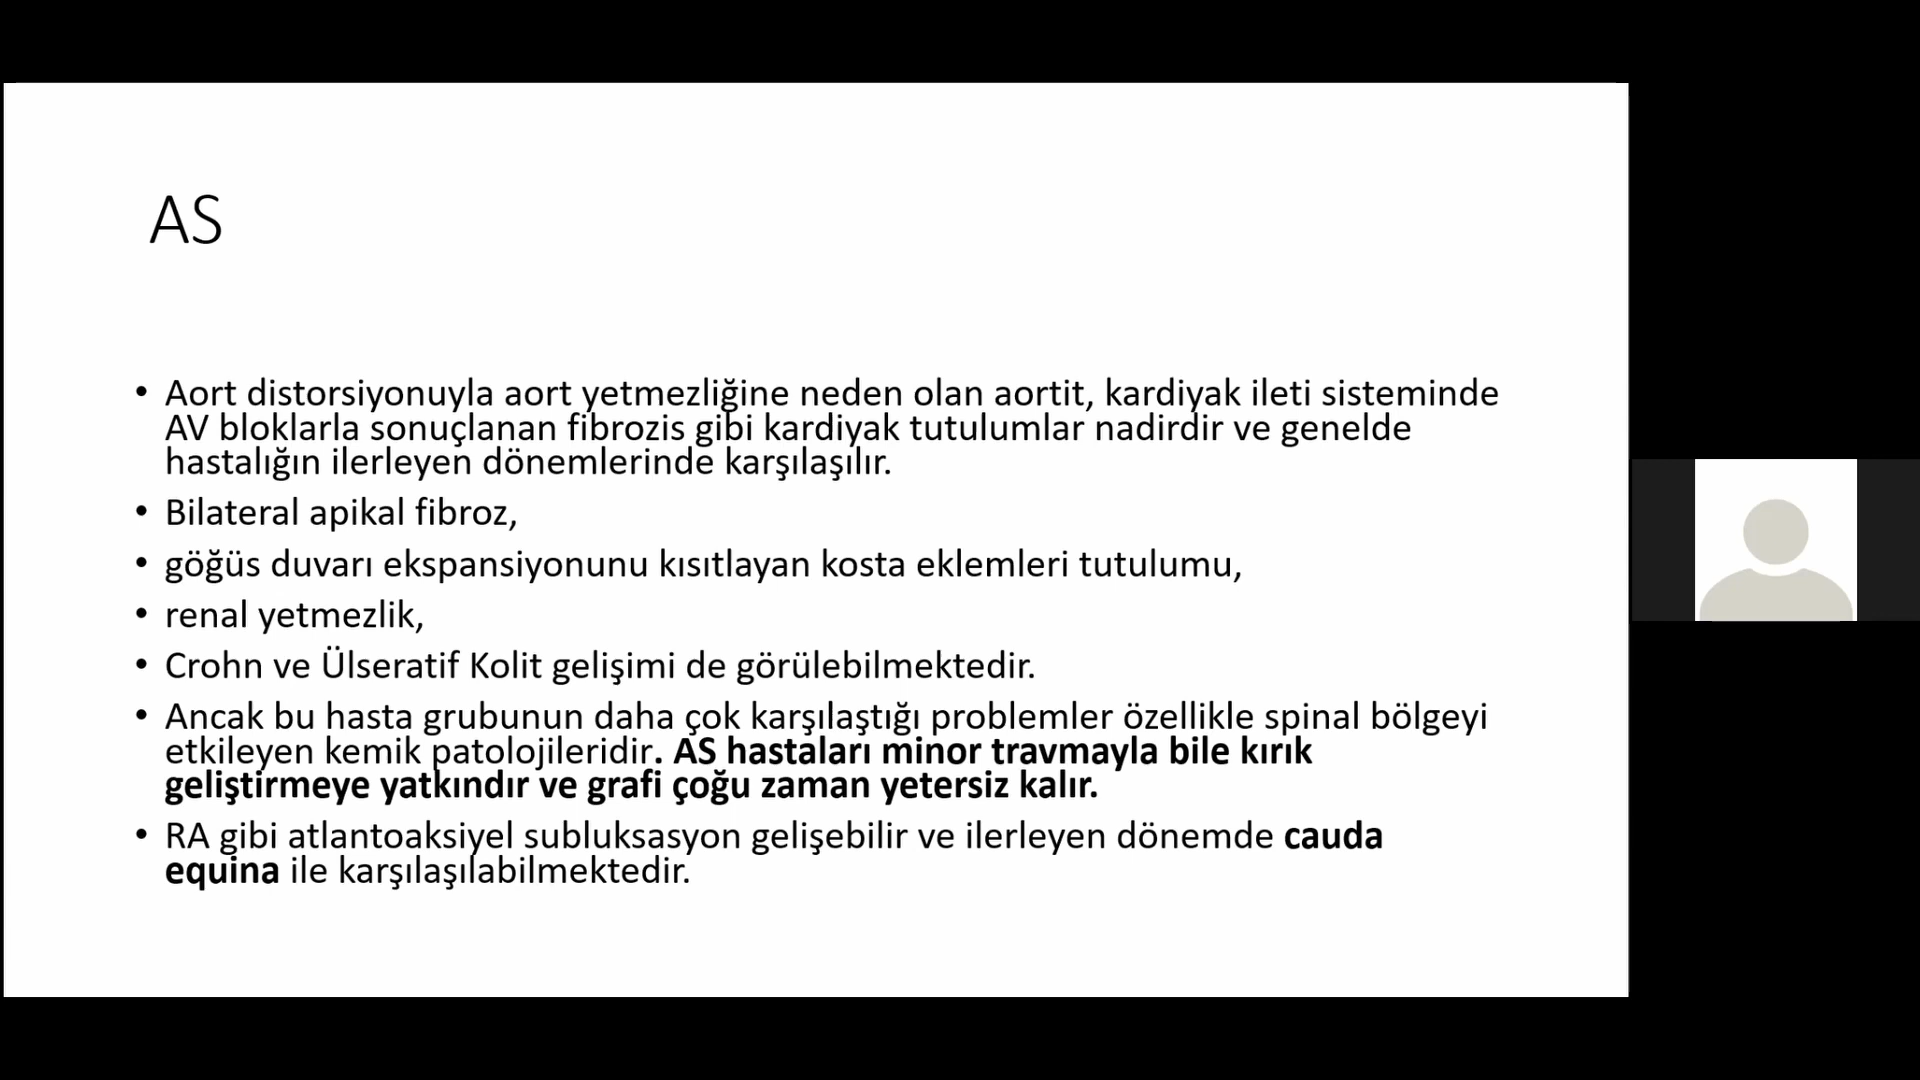 AS
• Aort distorsiyonuyla aort yetmezliğine neden olan aortit, kardiyak ileti sisteminde
AV bloklarla sonuçlanan fibrozis gibi kardiyak tutulumlar nadirdir ve genelde
hastalığın ilerleyen dönemlerinde karşılaşılır.
• Bilateral apikal fibroz,
• göğüs duvarı ekspansiyonunu kısıtlayan kosta eklemleri tutulumu,
• renal yetmezlik,
• Crohn ve Ülseratif Kolit gelişimi de görülebilmektedir.
• Ancak bu hasta grubunun daha çok karşılaştığı problemler özellikle spinal bölgeyi
etkileyen kemik patolojileridir. AS hastaları minor travmayla bile kırık
geliştirmeye yatkındır ve grafi çoğu zaman yetersiz kalır.
• RA gibi atlantoaksiyel subluksasyon gelişebilir ve ilerleyen dönemde cauda
equina ile karşılaşılabilmektedir.